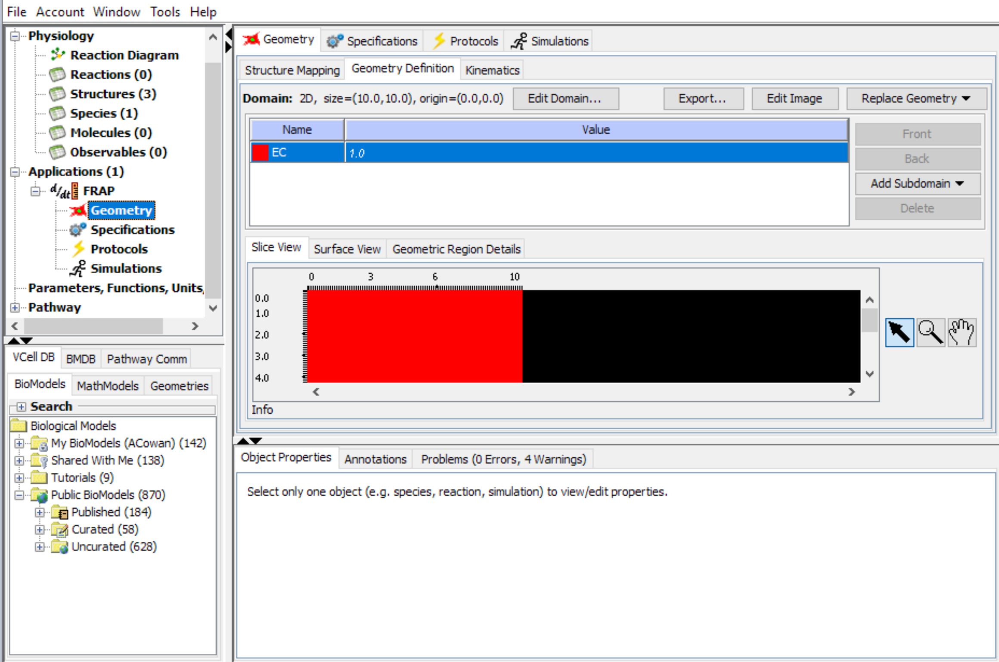 File Account Window Tools Help
Physiology
Reaction Diagram
Reactions (0)
Structures (3)
Species (1)
Molecules (0)
Observables (0)
Applications (1)
d/dt FRAP
Geometry
Specifications
Protocols
Simulations
Parameters, Functions, Units,
Pathway
VCell DB BMDB Pathway Comm
BioModels MathModels Geometries
Search
Biological Models
My BioModels (ACowan) (142)
Shared With Me (138)
Tutorials (9)
Public BioModels (870)
Published (184)
Curated (58)
Uncurated (628)
Geometry Specifications Protocols Simulations
Structure Mapping Geometry Definition Kinematics
Domain: 2D, size=(10.0,10.0), origin=(0.0,0.0) Edit Domain... Export... Edit Image Replace Geometry
Name Value
EC 1.0
Front
Back
Add Subdomain
Delete
Slice View Surface View Geometric Region Details
0 3 6 10
0.0
1.0
2.0
3.0
4.0
Info
Object Properties Annotations Problems (0 Errors, 4 Warnings)
Select only one object (e.g. species, reaction, simulation) to view/edit properties.